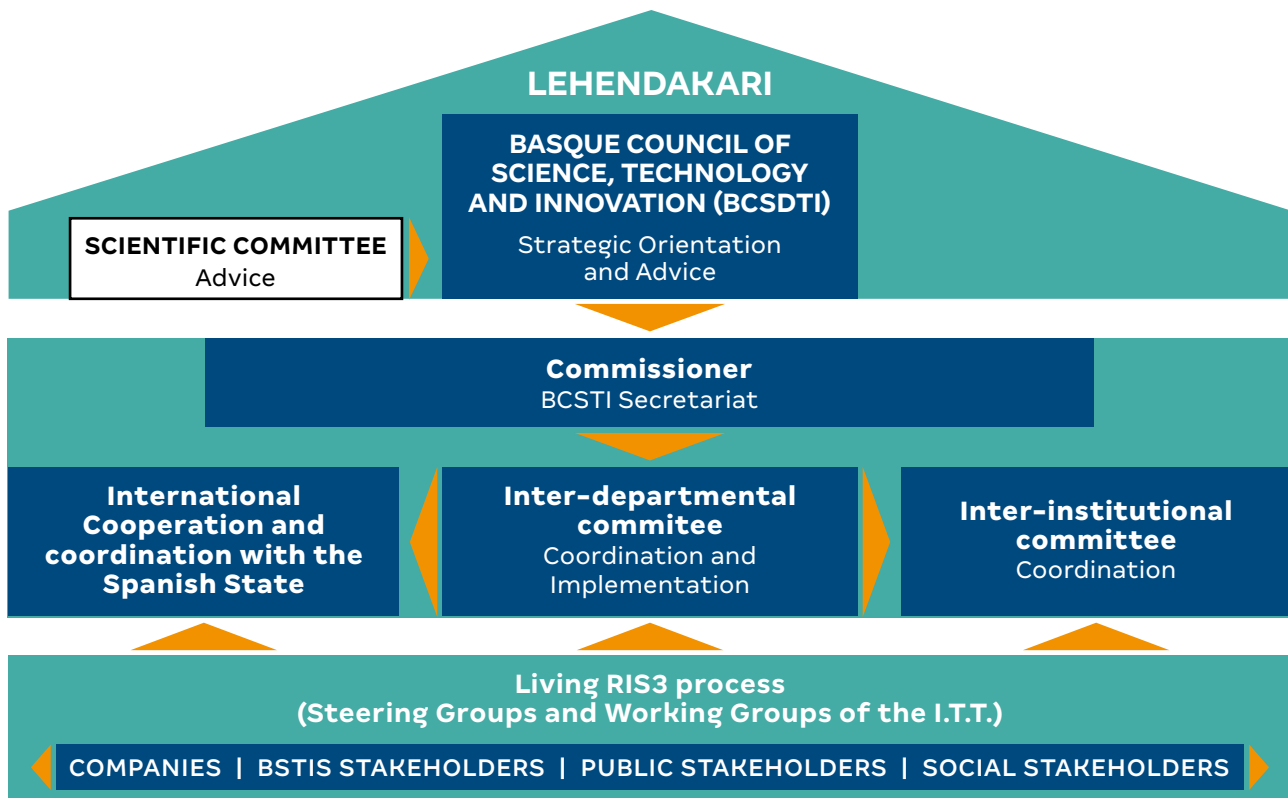 LEHENDAKARI
BASQUE COUNCIL OF
SCIENCE, TECHNOLOGY
AND INNOVATION (BCSDTI)
Strategic Orientation
and Advice
SCIENTIFIC COMMITTEE
Advice
Commissioner
BCSTI Secretariat
International
Cooperation and
coordination with the
Spanish State
Inter-departmental
commitee
Coordination and
Implementation
Inter-institutional
committee
Coordination
Living RIS3 process
(Steering Groups and Working Groups of the I.T.T.)
COMPANIES | BSTIS STAKEHOLDERS | PUBLIC STAKEHOLDERS | SOCIAL STAKEHOLDERS